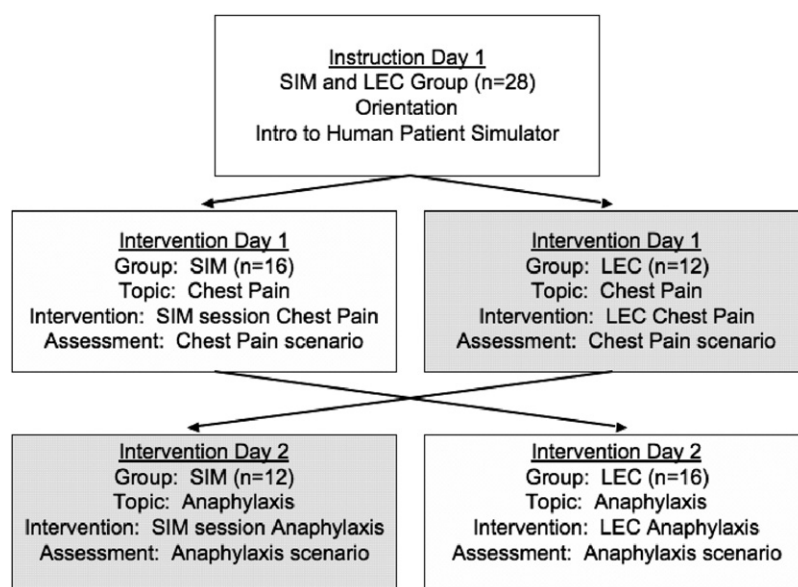 Instruction Day 1
SIM and LEC Group (n=28)
Orientation
Intro to Human Patient Simulator
Intervention Day 1
Group: SIM (n=16)
Topic: Chest Pain
Intervention: SIM session Chest Pain
Assessment: Chest Pain scenario
Intervention Day 1
Group: LEC (n=12)
Topic: Chest Pain
Intervention: LEC Chest Pain
Assessment: Chest Pain scenario
Intervention Day 2
Group: SIM (n=12)
Topic: Anaphylaxis
Intervention: SIM session Anaphylaxis
Assessment: Anaphylaxis scenario
Intervention Day 2
Group: LEC (n=16)
Topic: Anaphylaxis
Intervention: LEC Anaphylaxis
Assessment: Anaphylaxis scenario